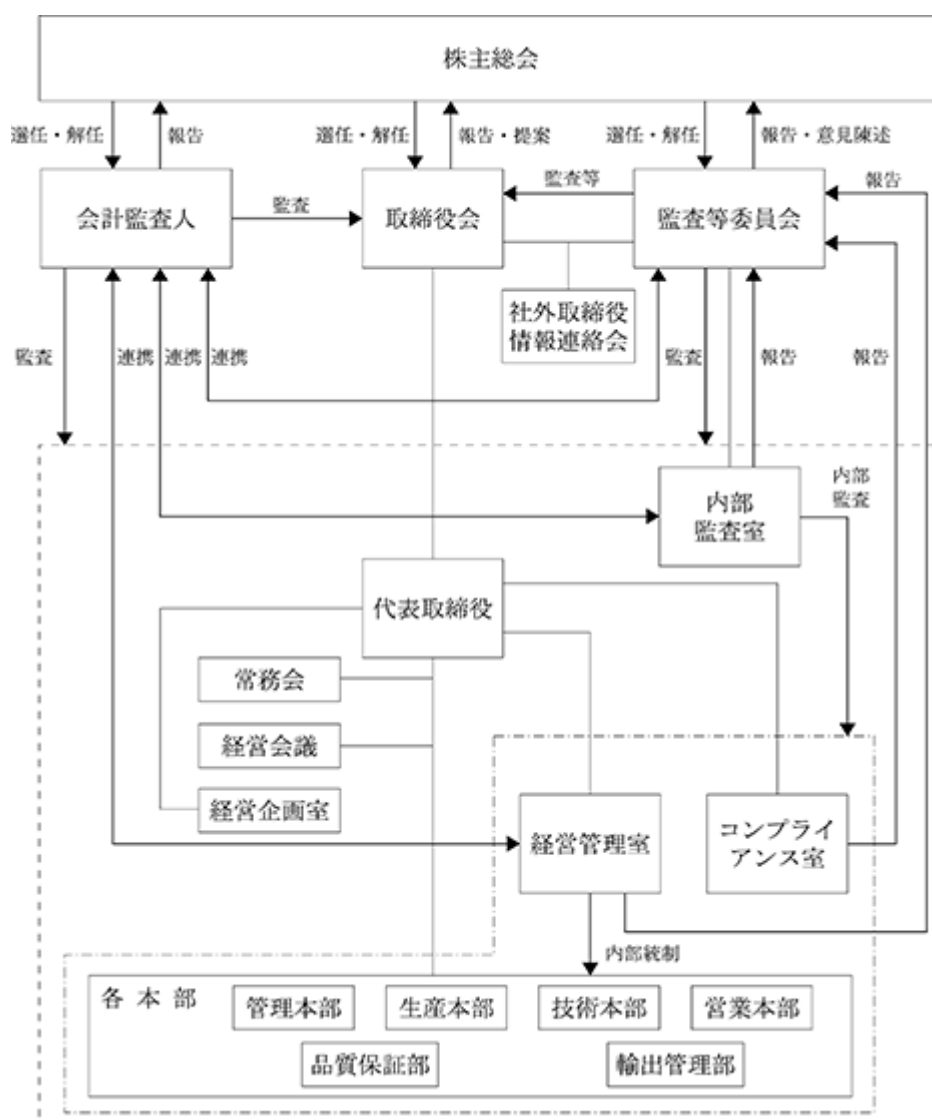 株主総会
選任・解任
報告
選任・解任
報告・提案
選任・解任
報告・意見陳述
会計監査人
監査
取締役会
監査等
監査等委員会
報告
社外取締役
情報連絡会
監査
連携
連携
連携
監査
報告
報告
内部
監査室
内部
監査
代表取締役
常務会
経営会議
経営企画室
経営管理室
コンプライ
アンス室
内部統制
各本部
管理本部
生産本部
技術本部
営業本部
品質保証部
輸出管理部